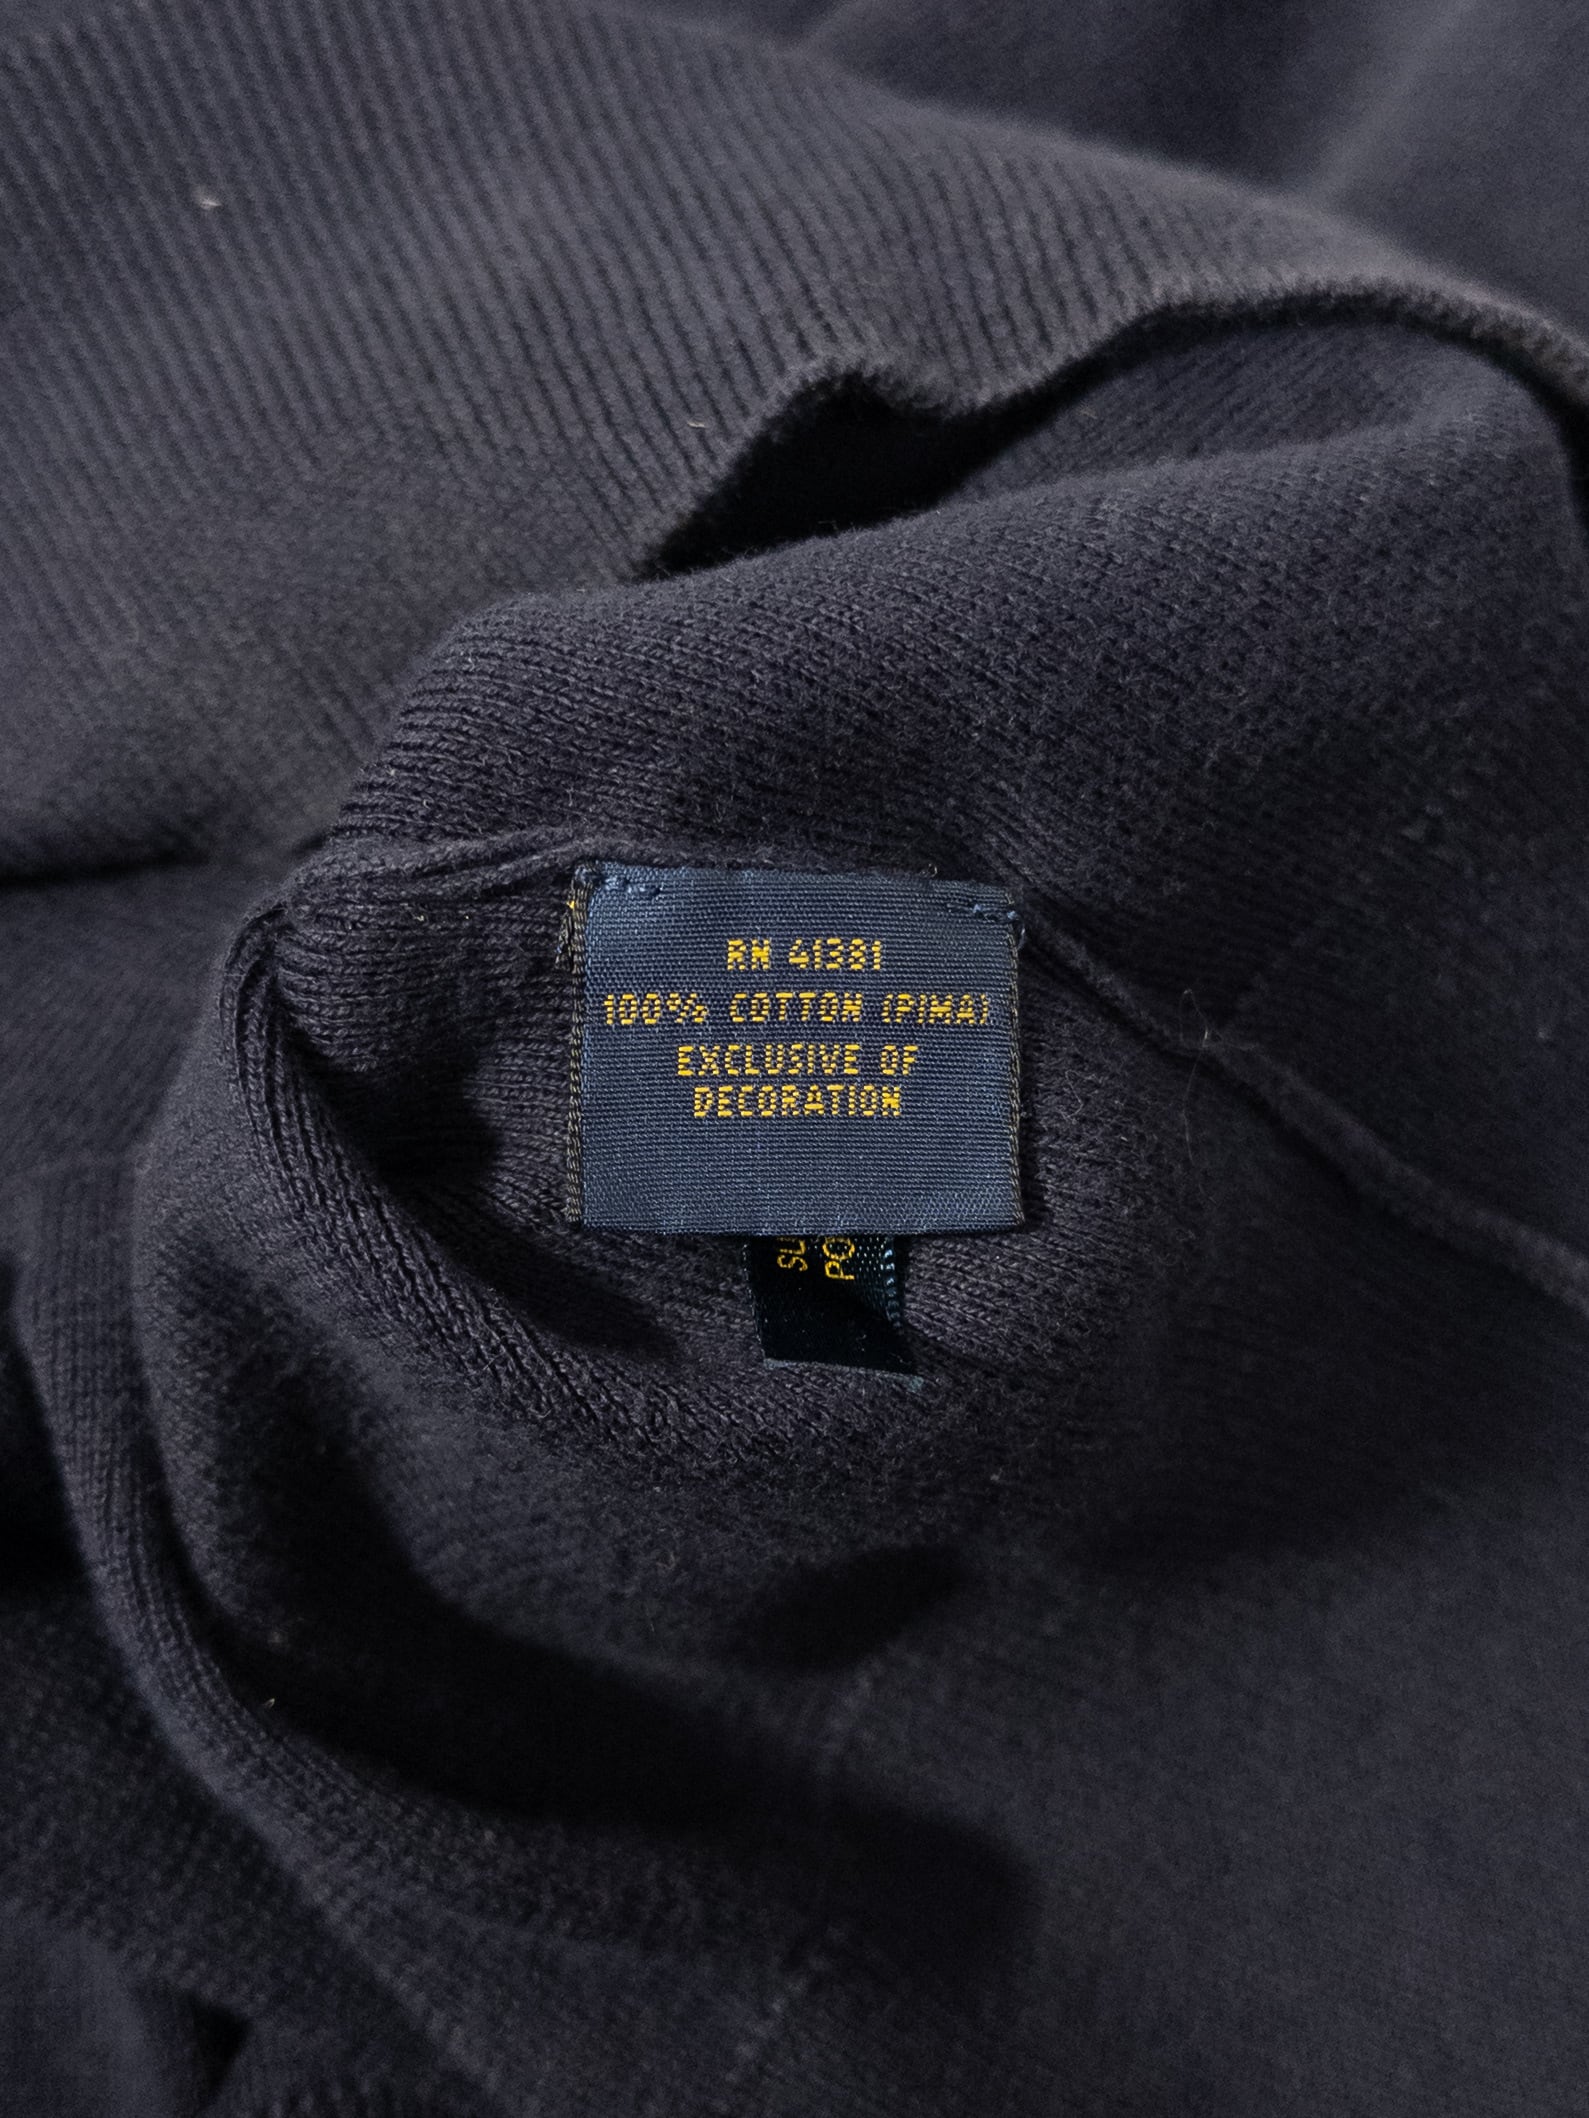 RN 41381
100% COTTON (PIMA)
EXCLUSIVE OF
DECORATION